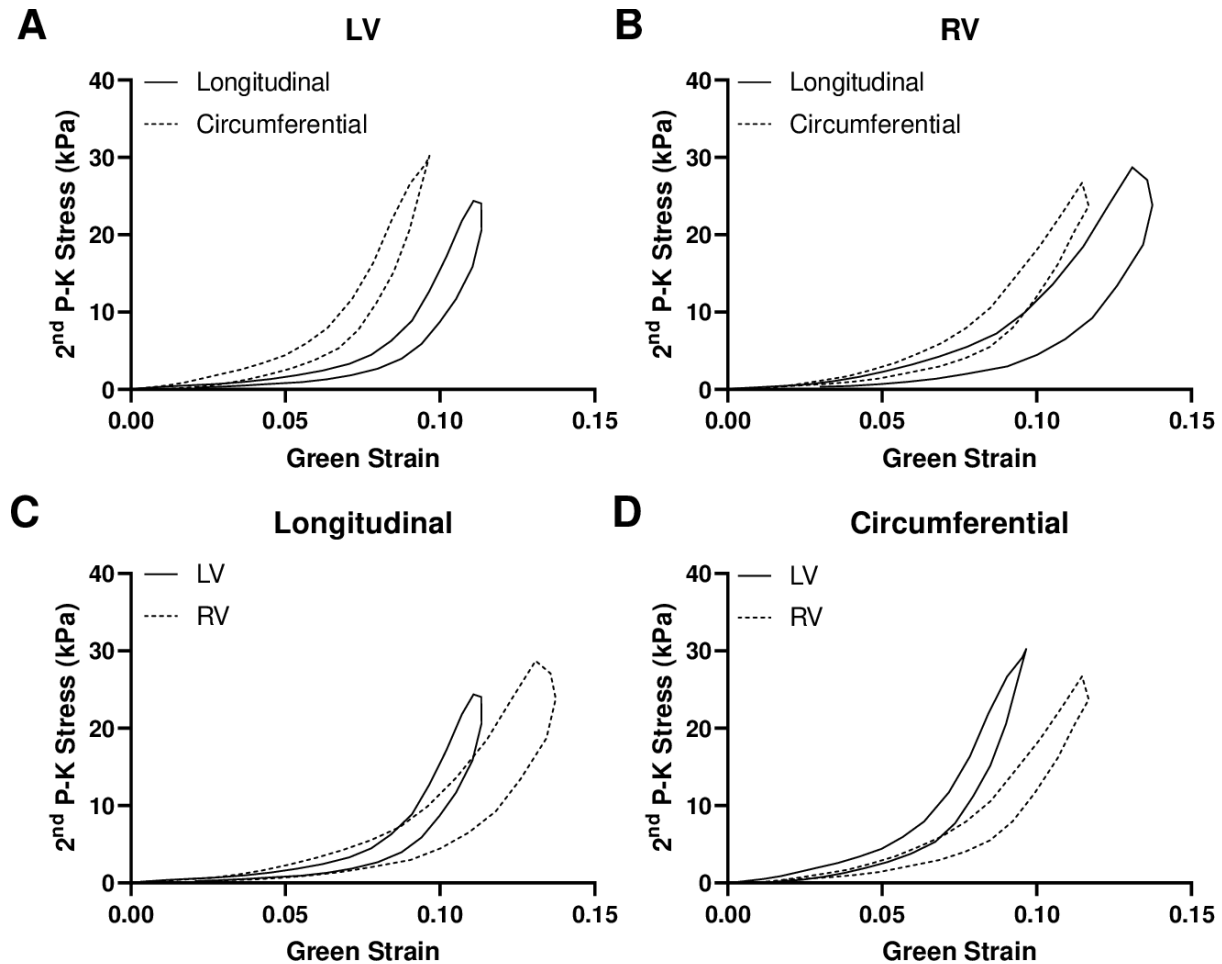 A
LV
40
30
20
10
0
2nd P-K Stress (kPa)
Longitudinal
Circumferential
0.00 0.05 0.10 0.15
Green Strain
B
RV
40
30
20
10
0
2nd P-K Stress (kPa)
Longitudinal
Circumferential
0.00 0.05 0.10 0.15
Green Strain
C
Longitudinal
40
30
20
10
0
2nd P-K Stress (kPa)
LV
RV
0.00 0.05 0.10 0.15
Green Strain
D
Circumferential
40
30
20
10
0
2nd P-K Stress (kPa)
LV
RV
0.00 0.05 0.10 0.15
Green Strain